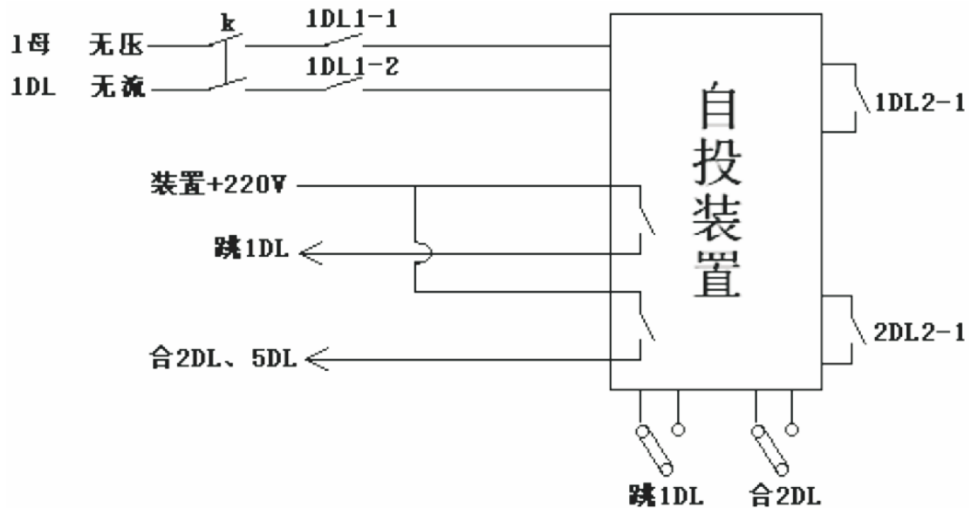 k
1DL1-1
1母 无压
1DL1-2
1DL 无流
1DL2-1
自投装置
装置+220V
跳1DL
2DL2-1
合2DL、5DL
跳1DL
合2DL